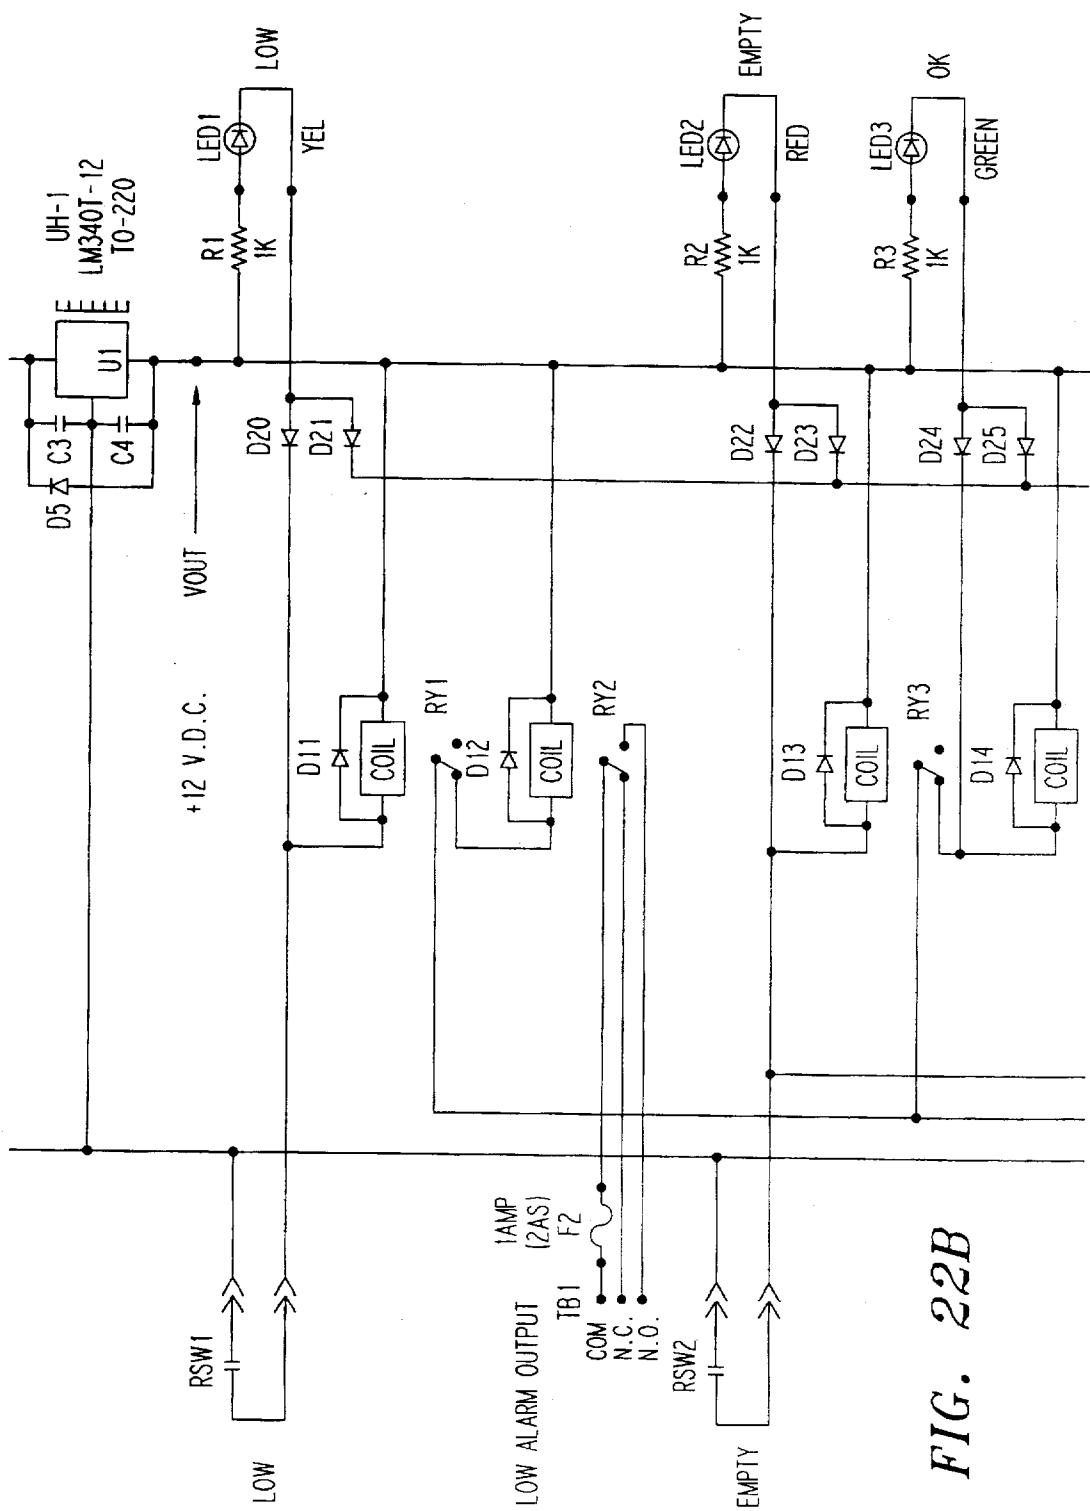 UH-1
LM340T-12
TO-220
U1
C3
C4
D5
VOUT
+12 V.D.C.
LOW
LED1
YEL
R1
1K
D20
D21
D11
COIL
RY1
D12
COIL
RY2
RSW1
LOW
LOW ALARM OUTPUT
TB1
COM
N.C.
N.O.
1AMP
(2AS)
F2
EMPTY
LED2
RED
R2
1K
D22
D23
D13
COIL
RY3
RSW2
EMPTY
OK
LED3
GREEN
R3
1K
D24
D25
D14
COIL
FIG. 22B